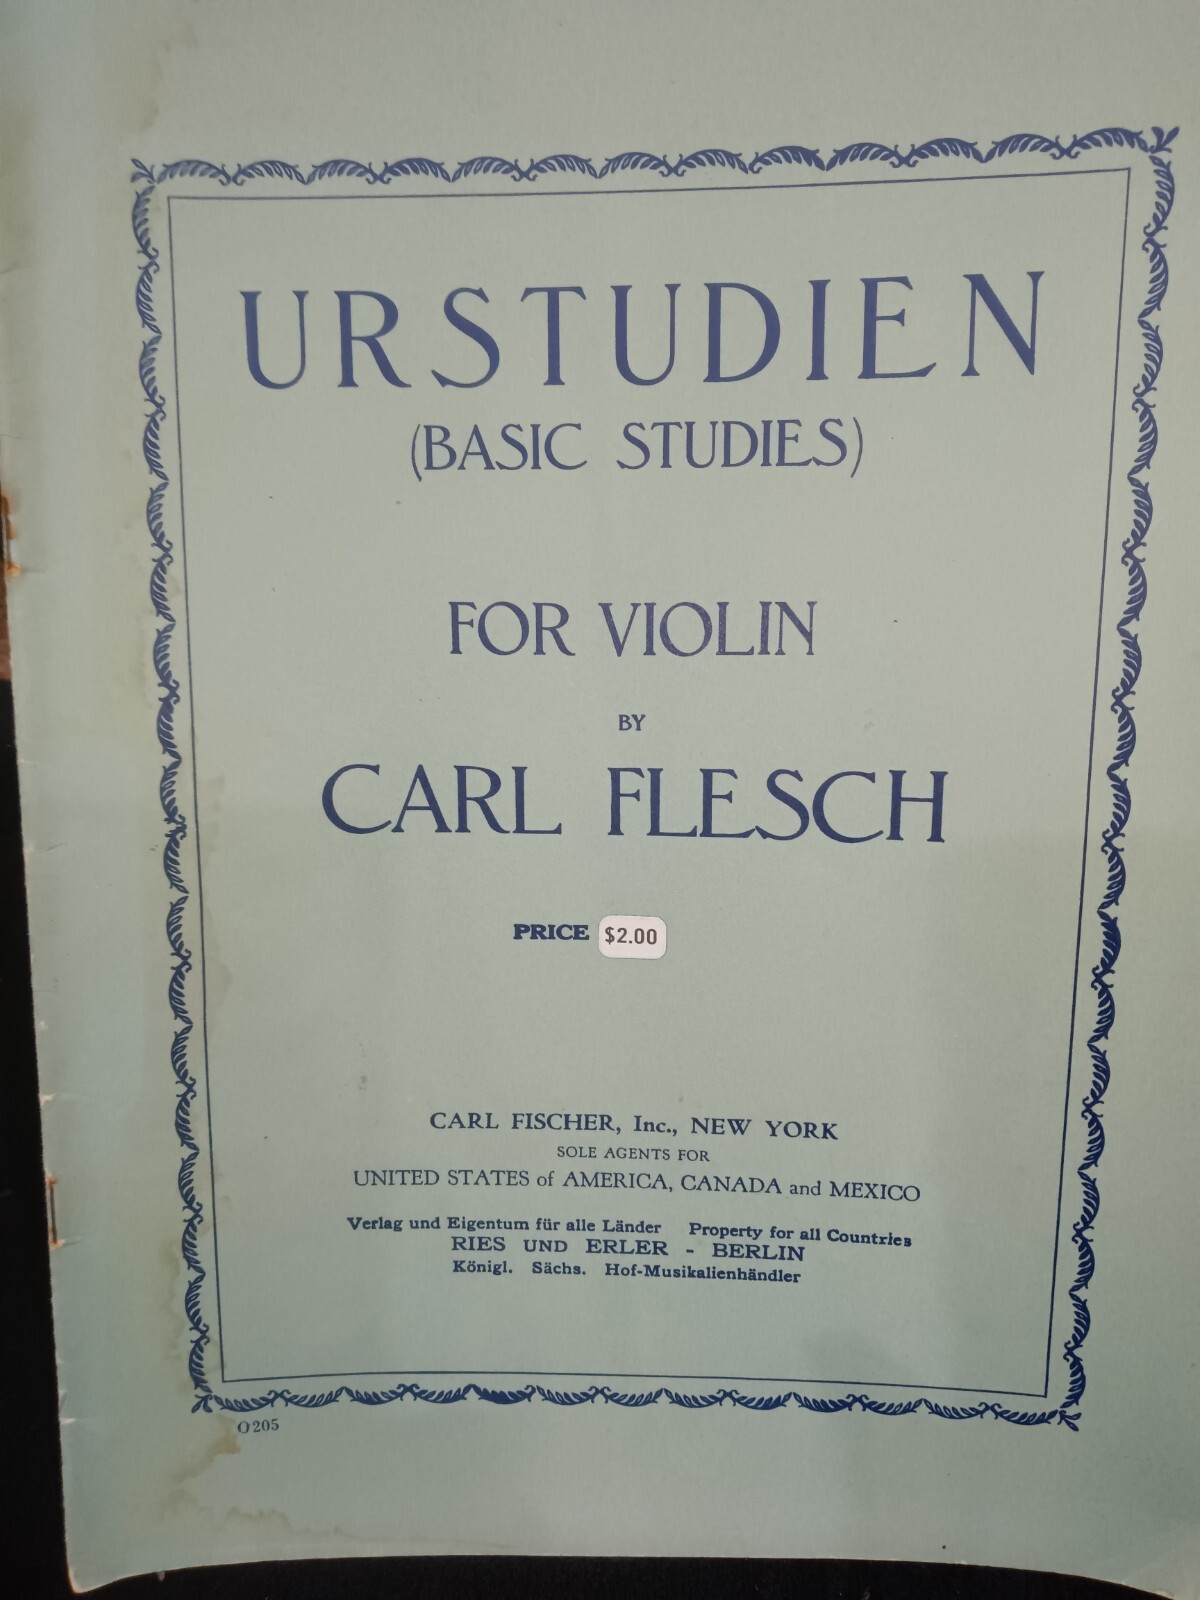 URSTUDIEN
(BASIC STUDIES)
FOR VIOLIN
BY
CARL FLESCH
PRICE $2.00
CARL FISCHER, Inc., NEW YORK
SOLE AGENTS FOR
UNITED STATES of AMERICA, CANADA and MEXICO
Verlag und Eigentum für alle Länder Property for all Countries
RIES UND ERLER - BERLIN
Königl. Sächs. Hof-Musikalienhändler
O205